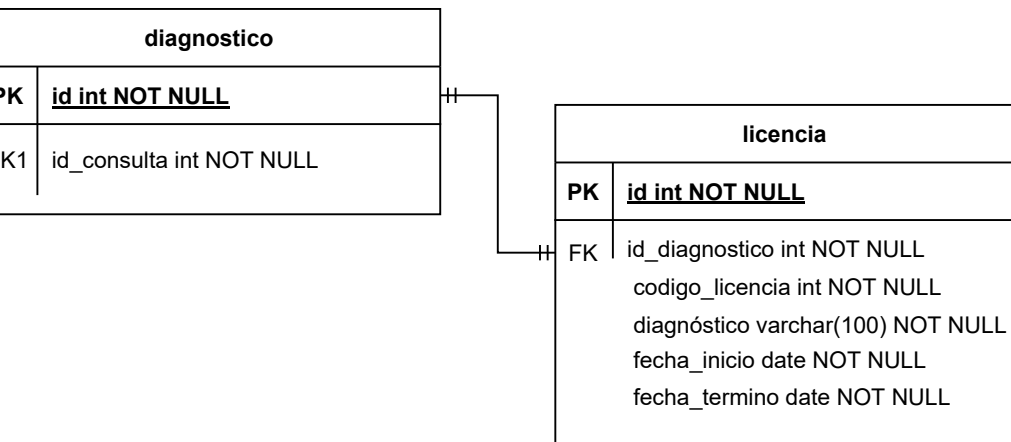 diagnostico
PK id int NOT NULL
K1 id_consulta int NOT NULL
licencia
PK id int NOT NULL
FK id_diagnostico int NOT NULL
codigo_licencia int NOT NULL
diagnóstico varchar(100) NOT NULL
fecha_inicio date NOT NULL
fecha_termino date NOT NULL